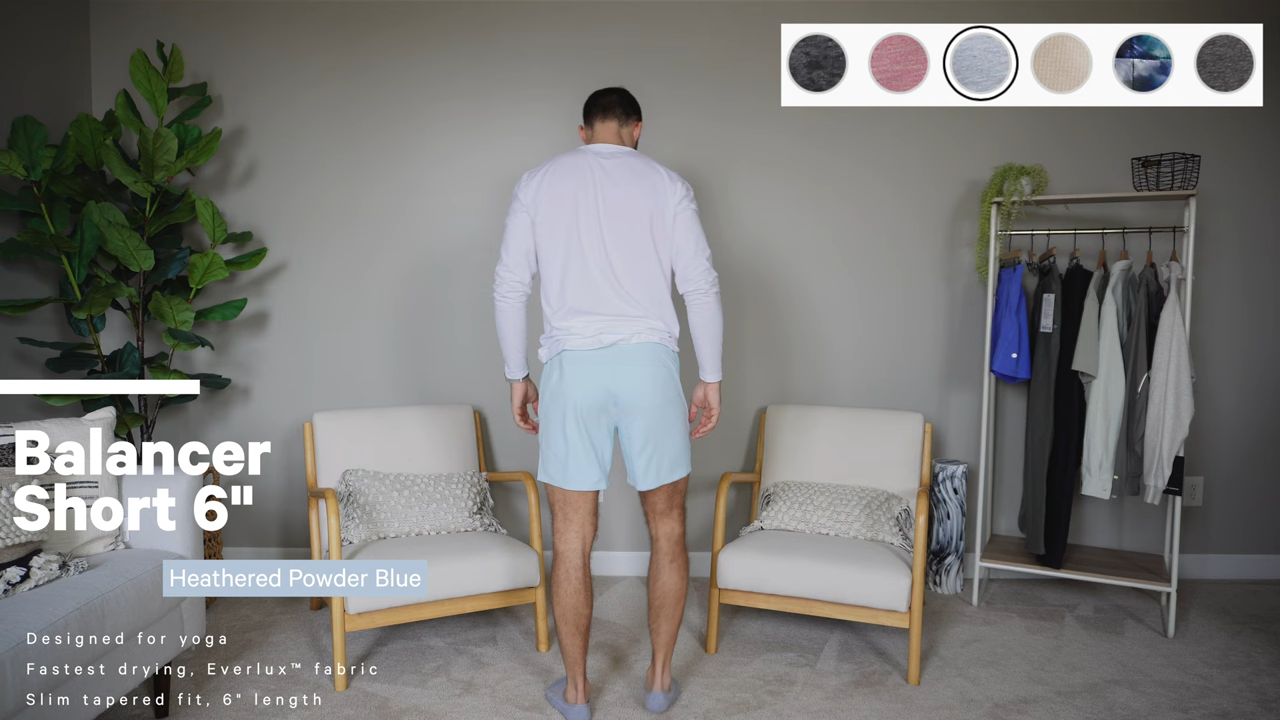 Balancer
Short 6"
Heathered Powder Blue
Designed for yoga
Fastest drying, Everlux™ fabric
Slim tapered fit, 6" length